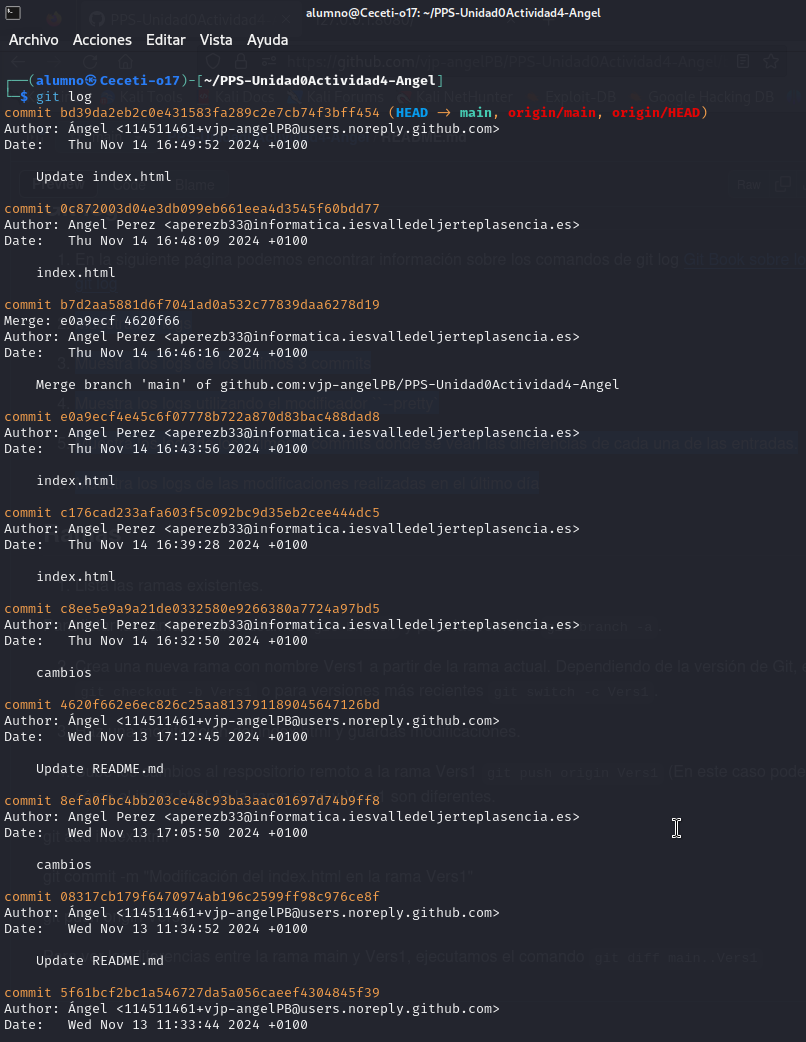 alumno@Ceceti-o17: ~/PPS-Unidad0Actividad4-Angel
Archivo Acciones Editar Vista Ayuda
┌──(alumno㉿Ceceti-o17)-[~/PPS-Unidad0Actividad4-Angel]
└─$ git log
commit bd39da2eb2c0e431583fa289c2e7cb74f3bff454 (HEAD → main, origin/main, origin/HEAD)
Author: Ángel <114511461+vjp-angelPB@users.noreply.github.com>
Date: Thu Nov 14 16:49:52 2024 +0100
Update index.html
commit 0c872003d04e3db099eb661eea4d3545f60bdd77
Author: Angel Perez <aperezb33@informatica.iesvalledeljerteplasencia.es>
Date: Thu Nov 14 16:48:09 2024 +0100
index.html
commit b7d2aa5881d6f7041ad0a532c77839daa6278d19
Merge: e0a9ecf 4620f66
Author: Angel Perez <aperezb33@informatica.iesvalledeljerteplasencia.es>
Date: Thu Nov 14 16:46:16 2024 +0100
Merge branch 'main' of github.com:vjp-angelPB/PPS-Unidad0Actividad4-Angel
commit e0a9ecf4e45c6f07778b722a870d83bac488dad8
Author: Angel Perez <aperezb33@informatica.iesvalledeljerteplasencia.es>
Date: Thu Nov 14 16:43:56 2024 +0100
index.html
commit c176cad233afa603f5c092bc9d35eb2cee444dc5
Author: Angel Perez <aperezb33@informatica.iesvalledeljerteplasencia.es>
Date: Thu Nov 14 16:39:28 2024 +0100
index.html
commit c8ee5e9a9a21de0332580e9266380a7724a97bd5
Author: Angel Perez <aperezb33@informatica.iesvalledeljerteplasencia.es>
Date: Thu Nov 14 16:32:50 2024 +0100
cambios
commit 4620f662e6ec826c25aa813791189045647126bd
Author: Ángel <114511461+vjp-angelPB@users.noreply.github.com>
Date: Wed Nov 13 17:12:45 2024 +0100
Update README.md
commit 8efa0fbc4bb203ce48c93ba3aac01697d74b9ff8
Author: Angel Perez <aperezb33@informatica.iesvalledeljerteplasencia.es>
Date: Wed Nov 13 17:05:50 2024 +0100
cambios
commit 08317cb179f6470974ab196c2599ff98c976ce8f
Author: Ángel <114511461+vjp-angelPB@users.noreply.github.com>
Date: Wed Nov 13 11:34:52 2024 +0100
Update README.md
commit 5f61bcf2bc1a546727da5a056caeef4304845f39
Author: Ángel <114511461+vjp-angelPB@users.noreply.github.com>
Date: Wed Nov 13 11:33:44 2024 +0100